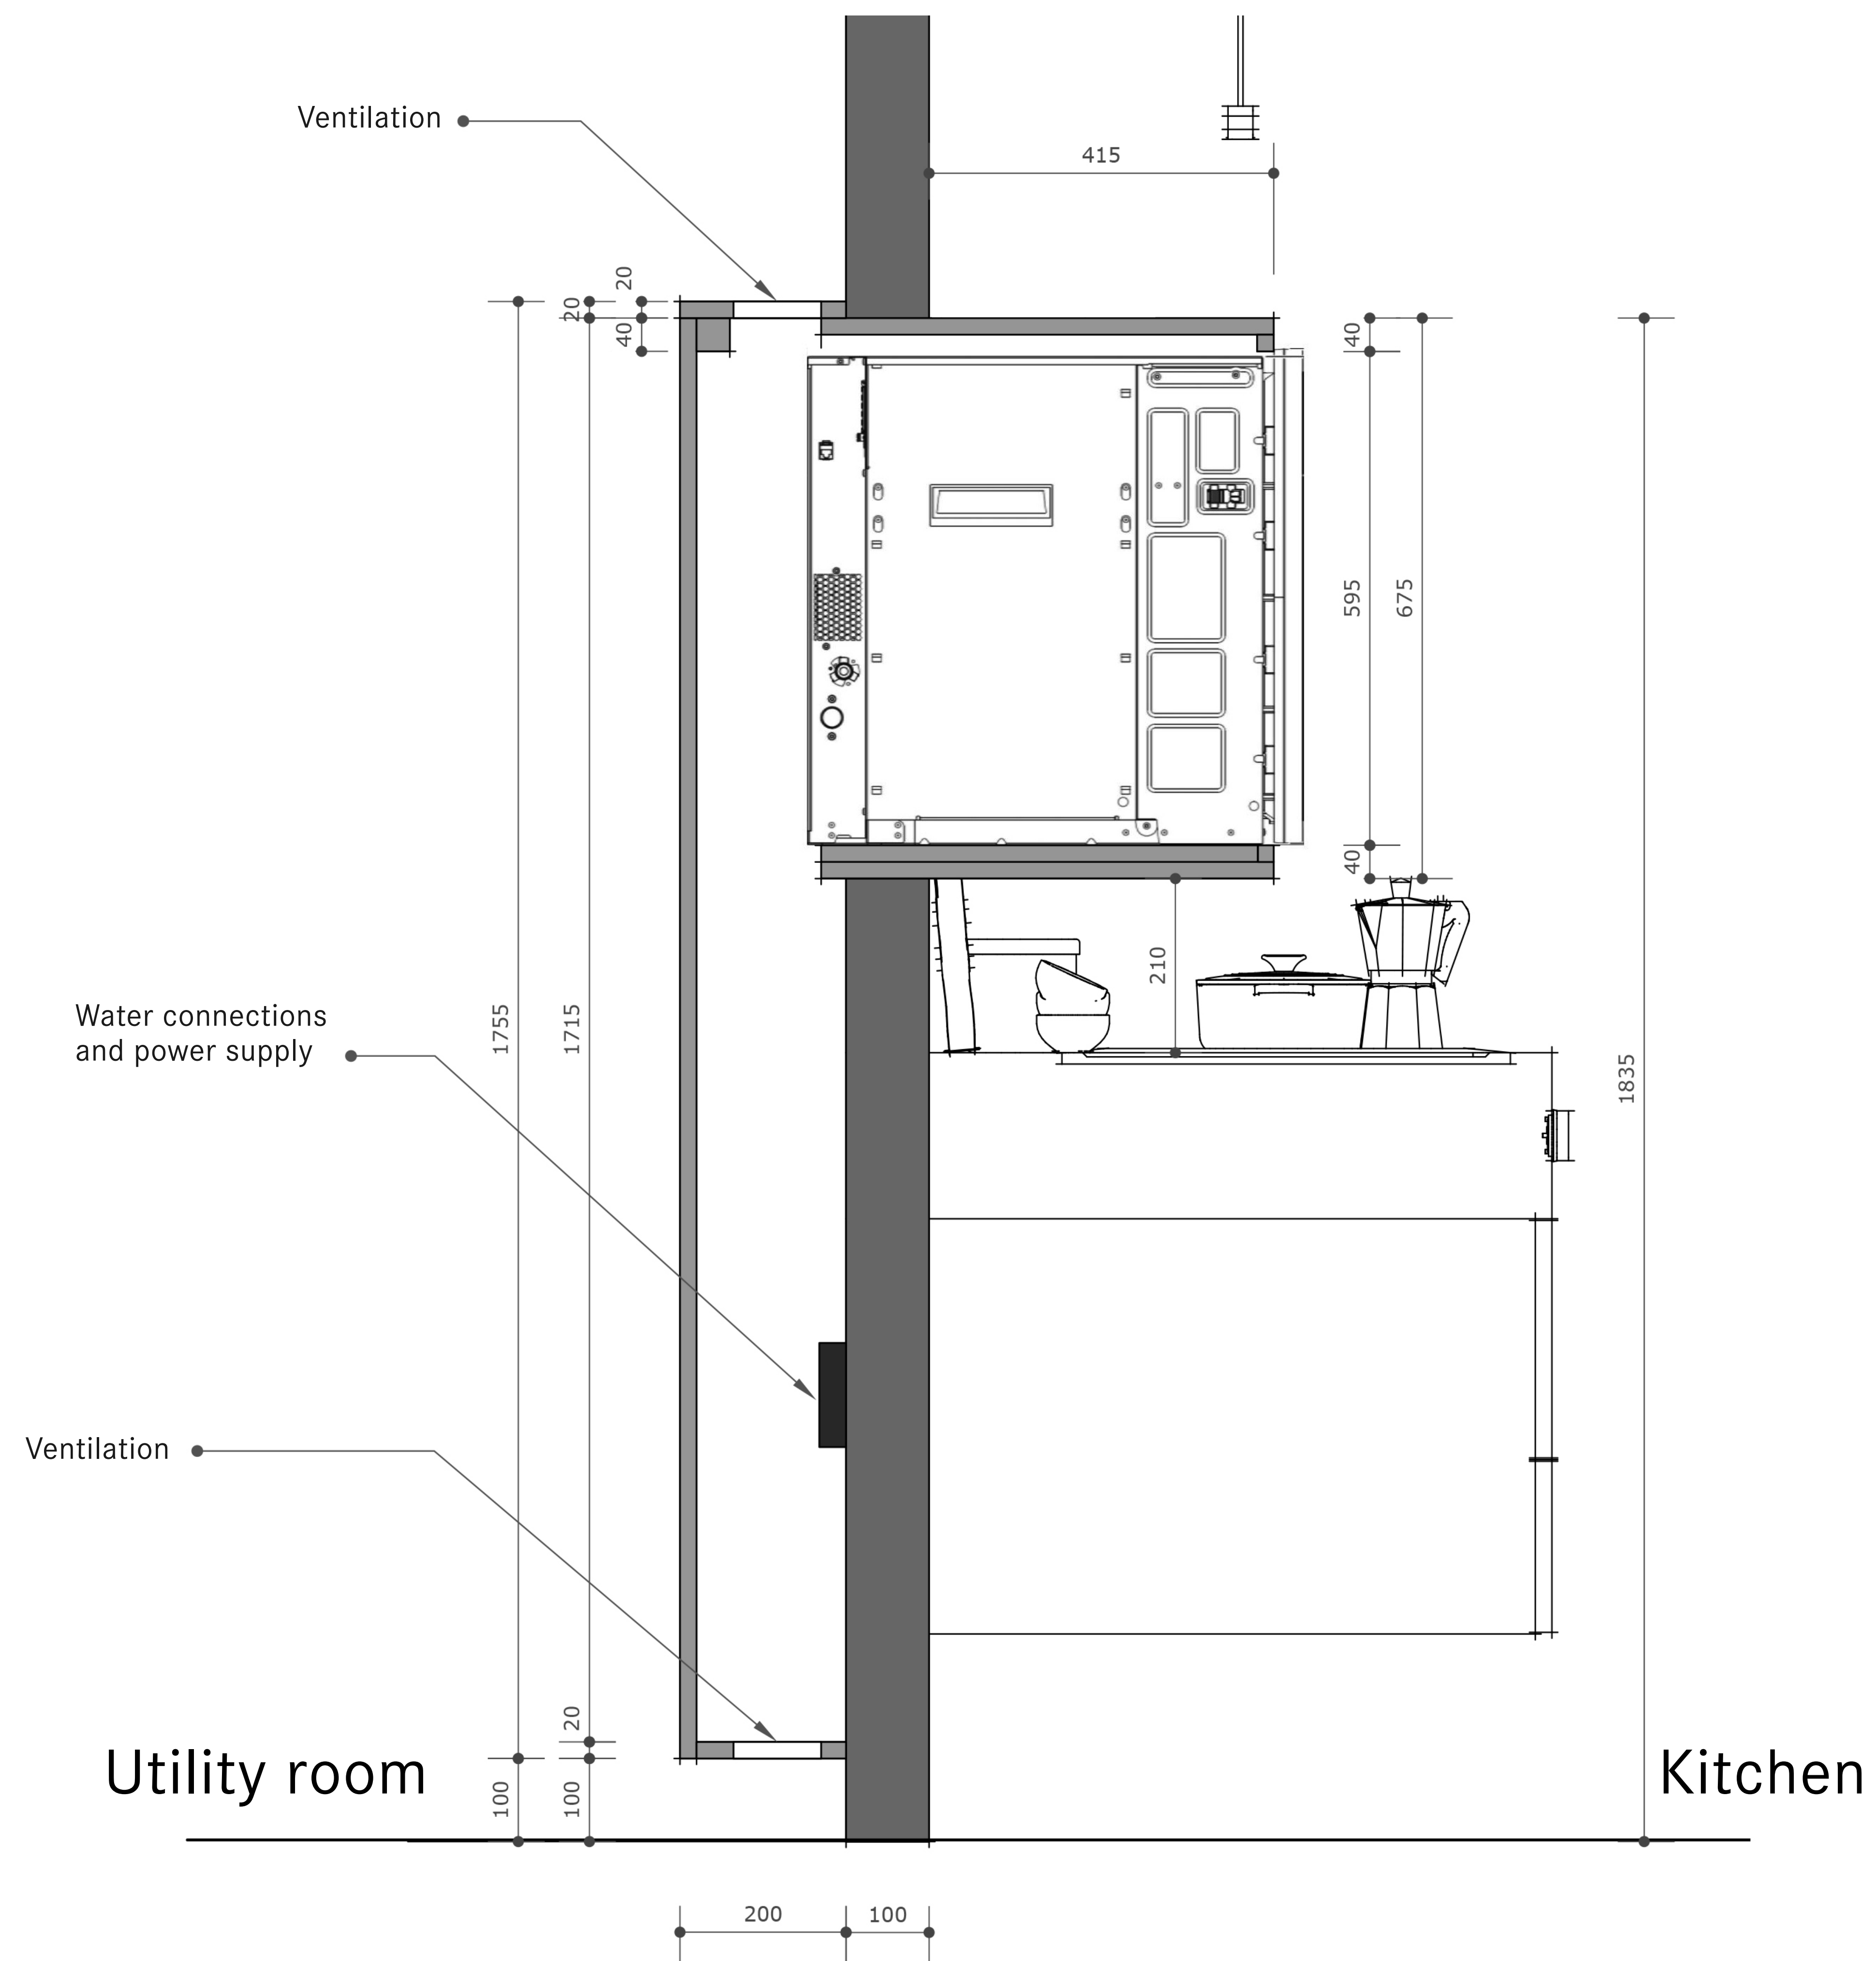 Ventilation
415
20
20
40
40
595
675
40
210
Water connections
and power supply
1755
1715
1835
Ventilation
20
Utility room
Kitchen
100
100
200
100